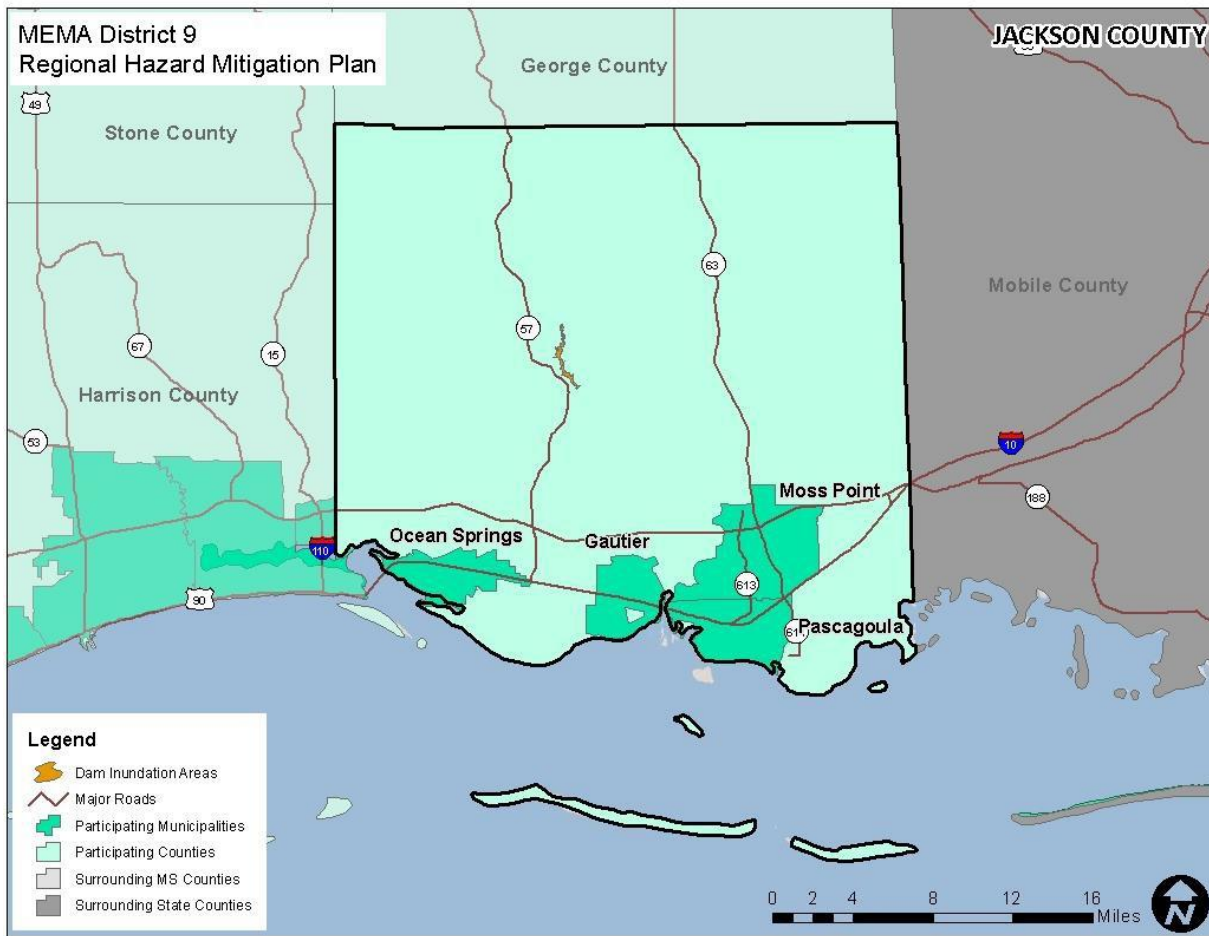 MEMA District 9
Regional Hazard Mitigation Plan
JACKSON COUNTY
George County
49
Stone County
63
Mobile County
57
67
15
Harrison County
53
10
Moss Point
188
Ocean Springs
Gautier
110
613
90
Pascagoula
Legend
Dam Inundation Areas
Major Roads
Participating Municipalities
Participating Counties
Surrounding MS Counties
Surrounding State Counties
0 2 4 8 12 16
Miles
N